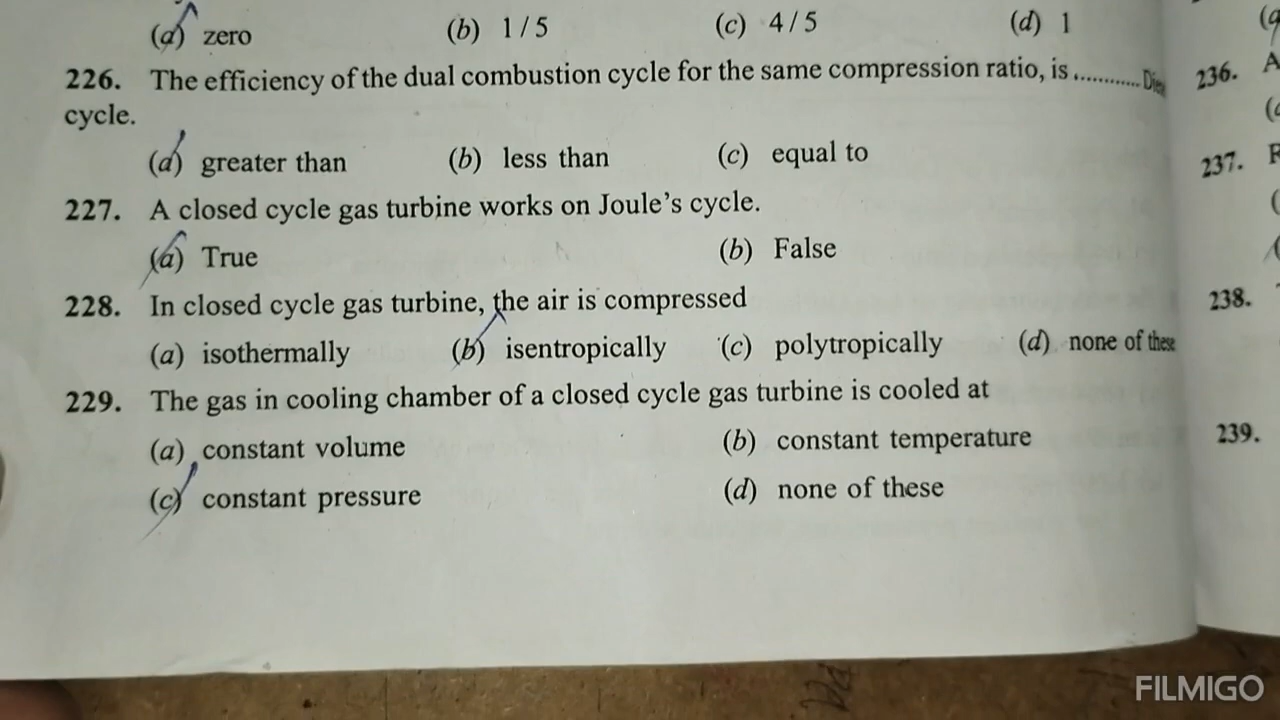 (a) zero (b) 1 / 5 (c) 4 / 5 (d) 1
226. The efficiency of the dual combustion cycle for the same compression ratio, is ...........
cycle.
(a) greater than (b) less than (c) equal to
227. A closed cycle gas turbine works on Joule's cycle.
(a) True (b) False
228. In closed cycle gas turbine, the air is compressed
(a) isothermally (b) isentropically (c) polytropically (d) none of these
229. The gas in cooling chamber of a closed cycle gas turbine is cooled at
(a) constant volume (b) constant temperature
(c) constant pressure (d) none of these
236. A
237.
238.
239.
FILMIGO